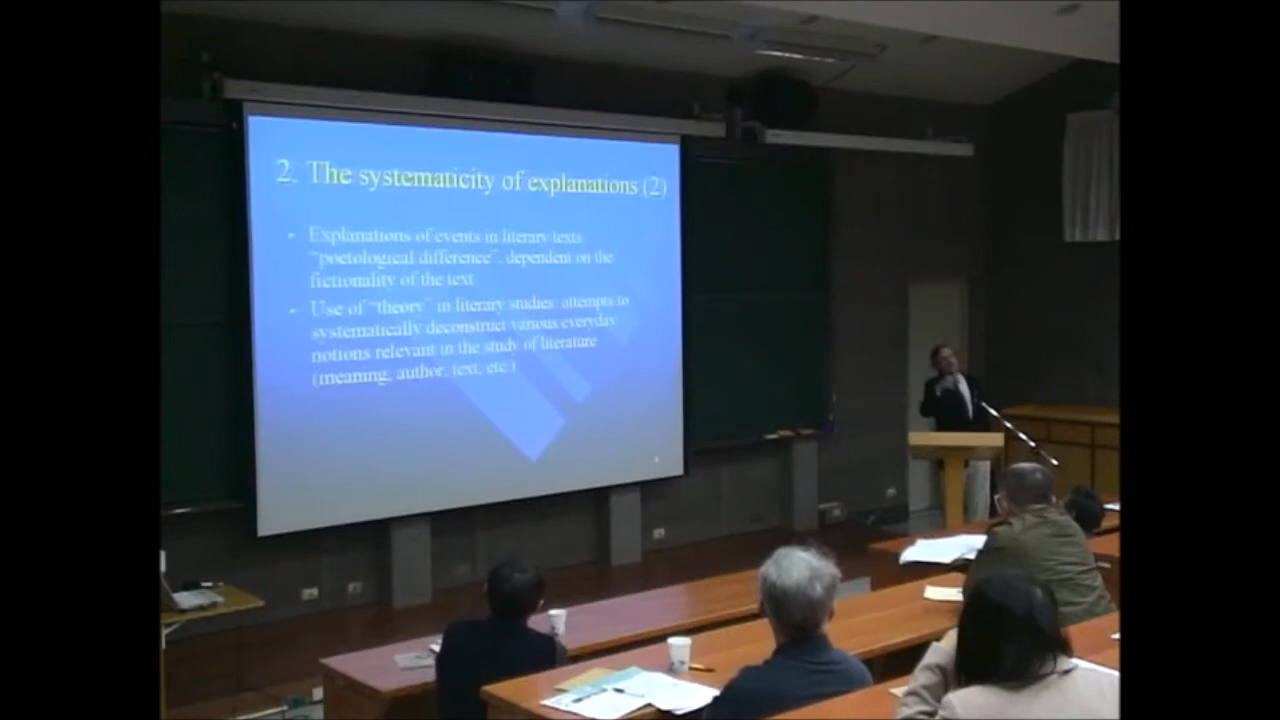 2. The systematicity of explanations (2)
- Explanations of events in literary texts:
"poetological difference", dependent on the
fictionality of the text
- Use of "theory" in literary studies: attempts to
systematically deconstruct various everyday
notions relevant in the study of literature
(meaning, author, text, etc.)